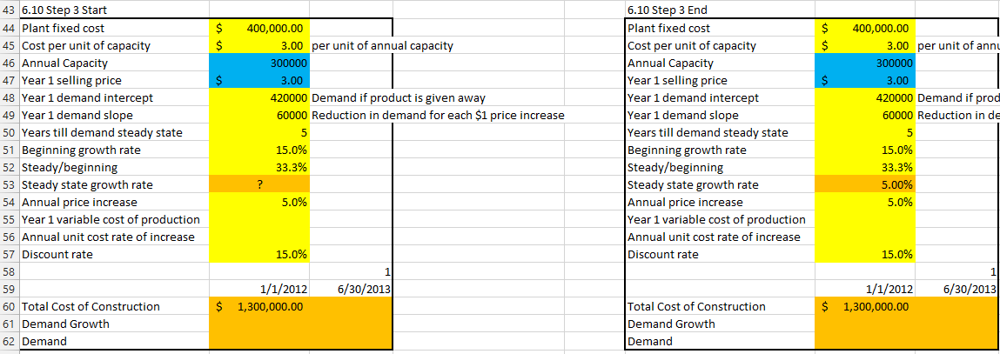 43 6.10 Step 3 Start 6.10 Step 3 End
44 Plant fixed cost $ 400,000.00 Plant fixed cost $ 400,000.00
45 Cost per unit of capacity $ 3.00 per unit of annual capacity Cost per unit of capacity $ 3.00 per unit of annu
46 Annual Capacity 300000 Annual Capacity 300000
47 Year 1 selling price $ 3.00 Year 1 selling price $ 3.00
48 Year 1 demand intercept 420000 Demand if product is given away Year 1 demand intercept 420000 Demand if prod
49 Year 1 demand slope 60000 Reduction in demand for each $1 price increase Year 1 demand slope 60000 Reduction in de
50 Years till demand steady state 5 Years till demand steady state 5
51 Beginning growth rate 15.0% Beginning growth rate 15.0%
52 Steady/beginning 33.3% Steady/beginning 33.3%
53 Steady state growth rate ? Steady state growth rate 5.00%
54 Annual price increase 5.0% Annual price increase 5.0%
55 Year 1 variable cost of production Year 1 variable cost of production
56 Annual unit cost rate of increase Annual unit cost rate of increase
57 Discount rate 15.0% Discount rate 15.0%
58 1 1
59 1/1/2012 6/30/2013 1/1/2012 6/30/2013
60 Total Cost of Construction $ 1,300,000.00 Total Cost of Construction $ 1,300,000.00
61 Demand Growth Demand Growth
62 Demand Demand